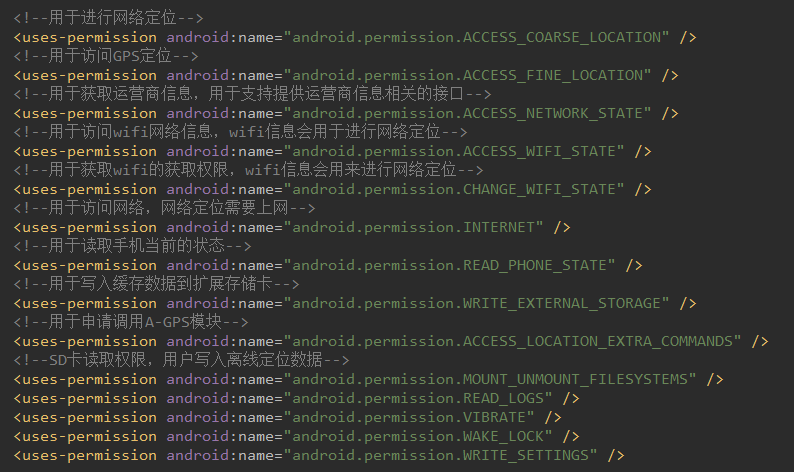 <!--用于进行网络定位-->
<uses-permission android:name="android.permission.ACCESS_COARSE_LOCATION" />
<!--用于访问GPS定位-->
<uses-permission android:name="android.permission.ACCESS_FINE_LOCATION" />
<!--用于获取运营商信息，用于支持提供运营商信息相关的接口-->
<uses-permission android:name="android.permission.ACCESS_NETWORK_STATE" />
<!--用于访问wifi网络信息，wifi信息会用于进行网络定位-->
<uses-permission android:name="android.permission.ACCESS_WIFI_STATE" />
<!--用于获取wifi的获取权限，wifi信息会用来进行网络定位-->
<uses-permission android:name="android.permission.CHANGE_WIFI_STATE" />
<!--用于访问网络，网络定位需要上网-->
<uses-permission android:name="android.permission.INTERNET" />
<!--用于读取手机当前的状态-->
<uses-permission android:name="android.permission.READ_PHONE_STATE" />
<!--用于写入缓存数据到扩展存储卡-->
<uses-permission android:name="android.permission.WRITE_EXTERNAL_STORAGE" />
<!--用于申请调用A-GPS模块-->
<uses-permission android:name="android.permission.ACCESS_LOCATION_EXTRA_COMMANDS" />
<!--SD卡读取权限，用户写入离线定位数据-->
<uses-permission android:name="android.permission.MOUNT_UNMOUNT_FILESYSTEMS" />
<uses-permission android:name="android.permission.READ_LOGS" />
<uses-permission android:name="android.permission.VIBRATE" />
<uses-permission android:name="android.permission.WAKE_LOCK" />
<uses-permission android:name="android.permission.WRITE_SETTINGS" />